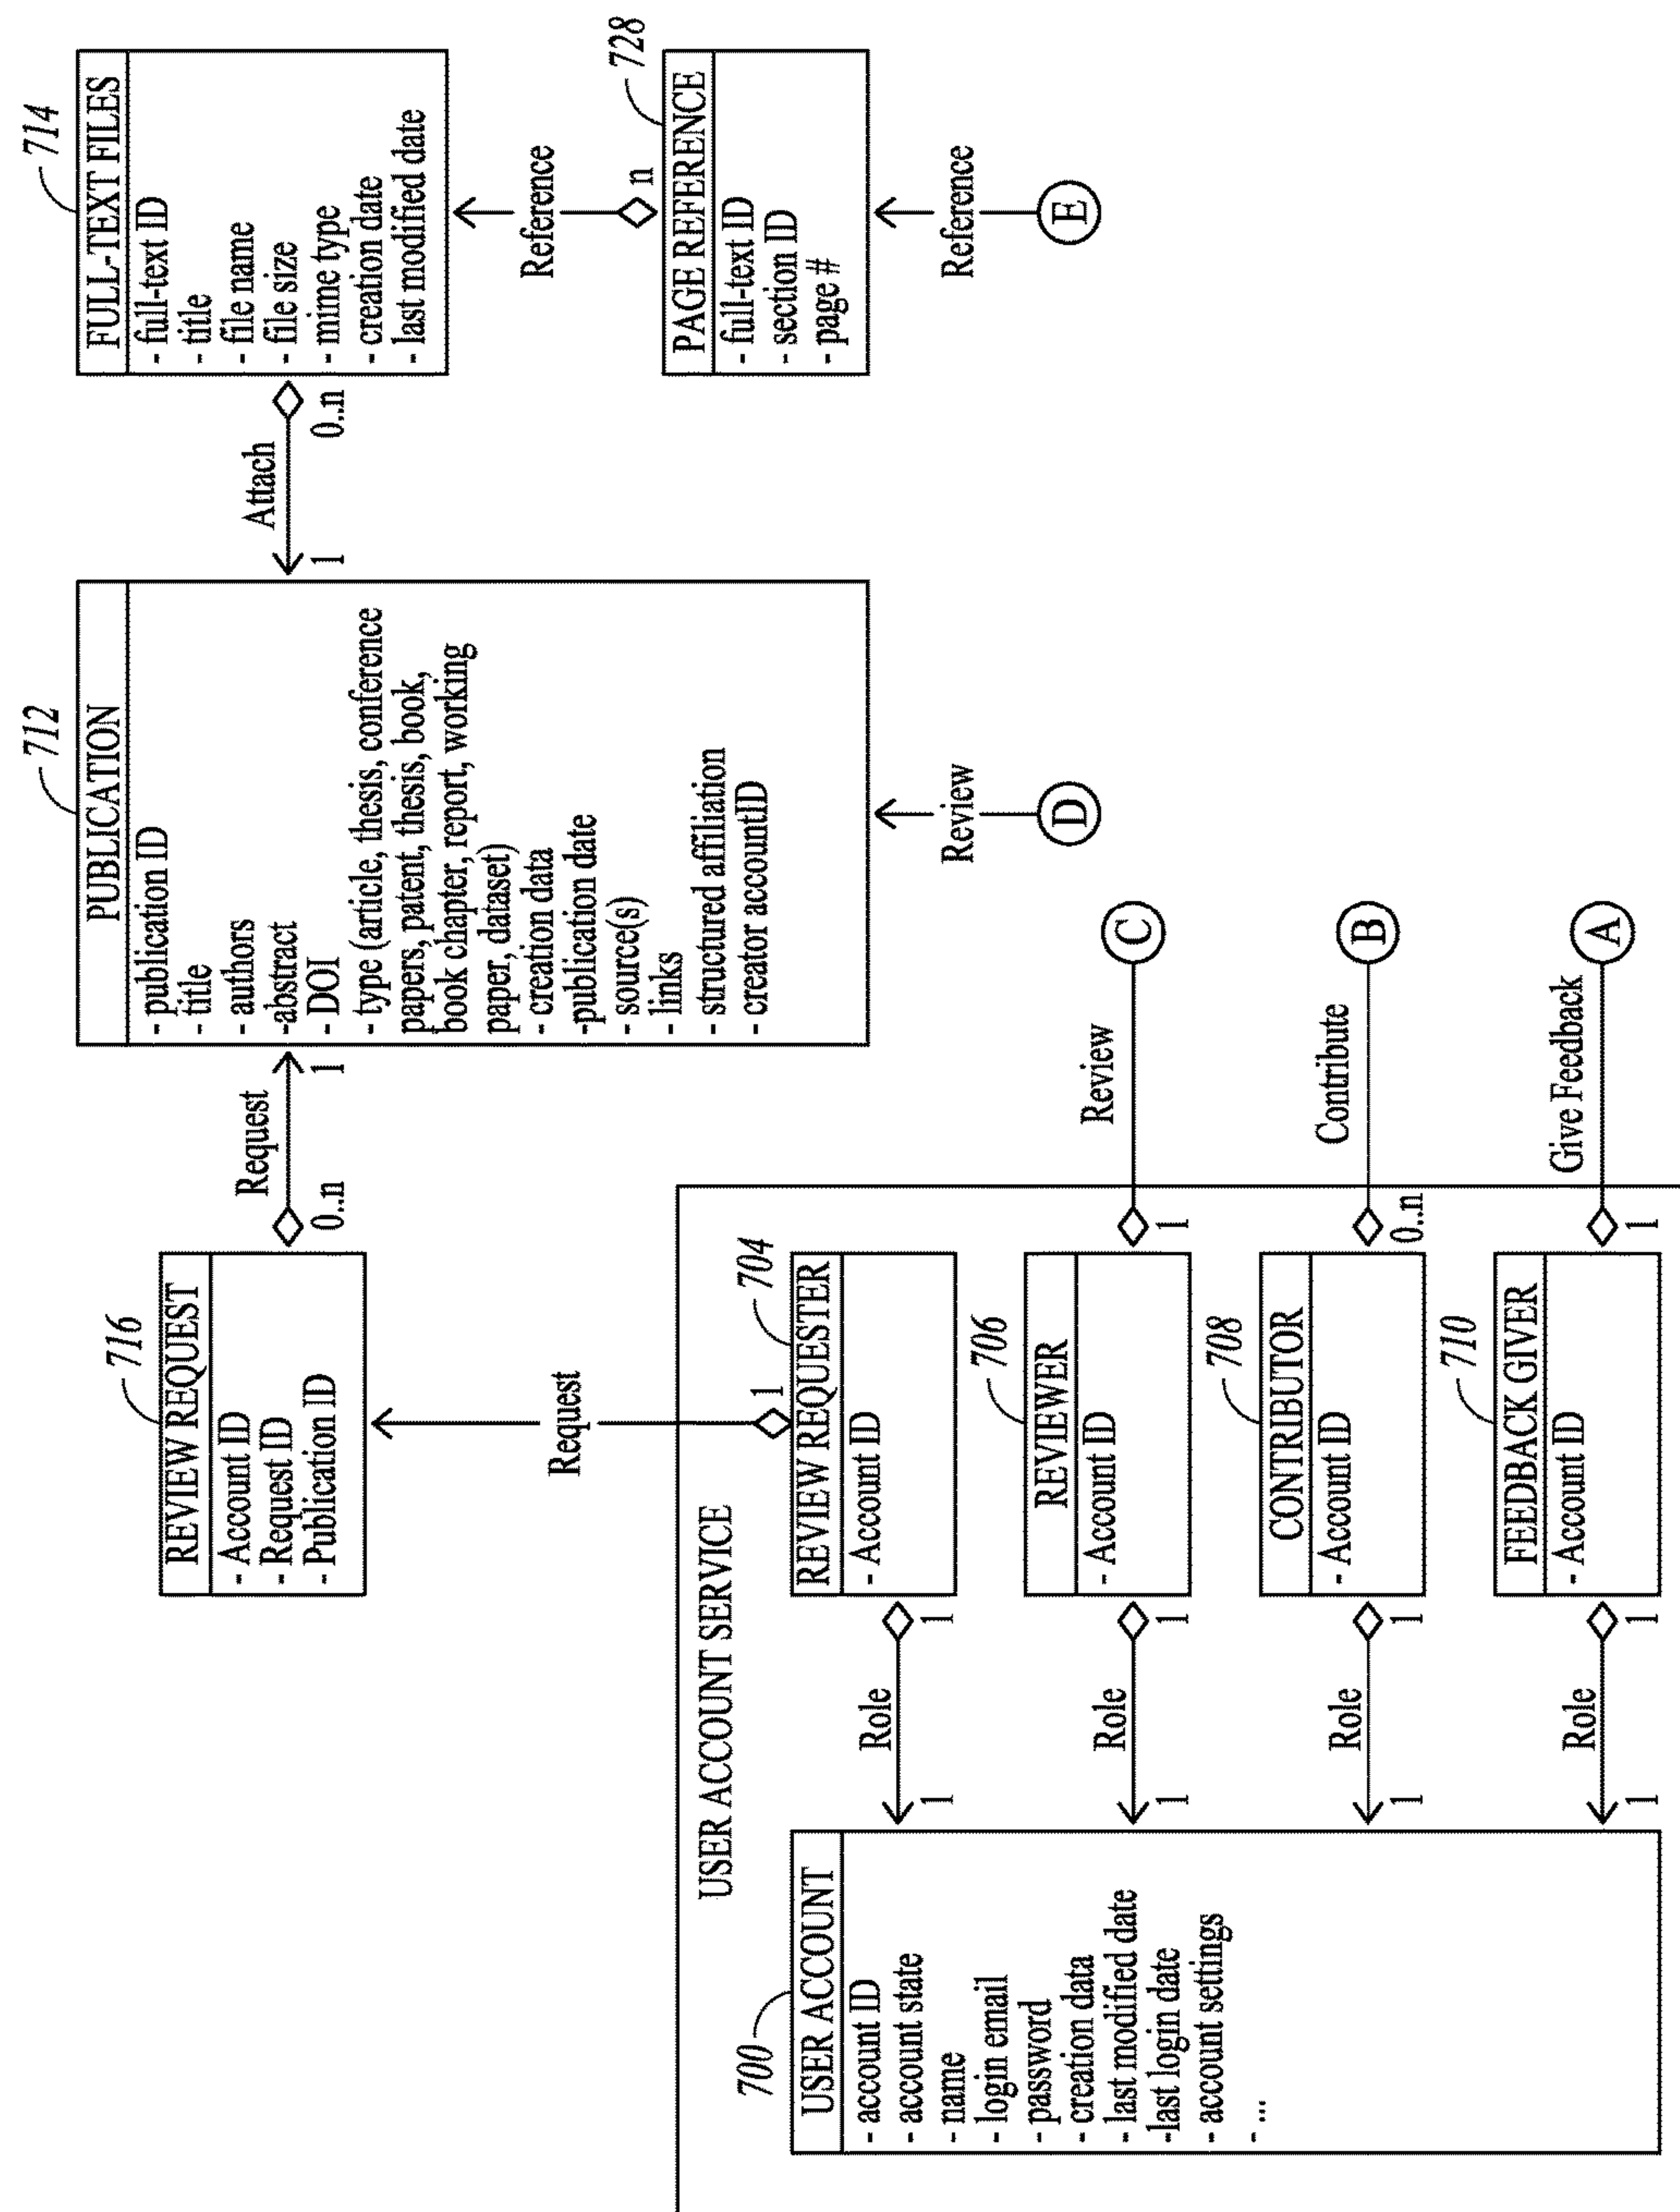 716
REVIEW REQUEST
- Account ID
- Request ID
- Publication ID
Request
0..n
1
712
PUBLICATION
- publication ID
- title
- authors
-abstract
- DOI
- type (article, thesis, conference
papers, patent, thesis, book,
book chapter, report, working
paper, dataset)
- creation data
-publication date
- source(s)
- links
- structured affiliation
- creator accountID
Attach
1
0..n
714
FULL-TEXT FILES
- full-text ID
- title
- file name
- file size
- mime type
- creation date
- last modified date
Reference
n
728
PAGE REFERENCE
- full-text ID
- section ID
- page #
Reference
E
Review
D
Request
USER ACCOUNT SERVICE
700
USER ACCOUNT
- account ID
- account state
- name
- login email
- password
- creation data
- last modified date
-last login date
- account settings
- ...
Role
1
1
1
704
REVIEW REQUESTER
- Account ID
Role
1
1
706
REVIEWER
- Account ID
1
Review
C
Role
1
1
708
CONTRIBUTOR
- Account ID
0..n
Contribute
B
Role
1
1
710
FEEDBACK GIVER
- Account ID
1
Give Feedback
A